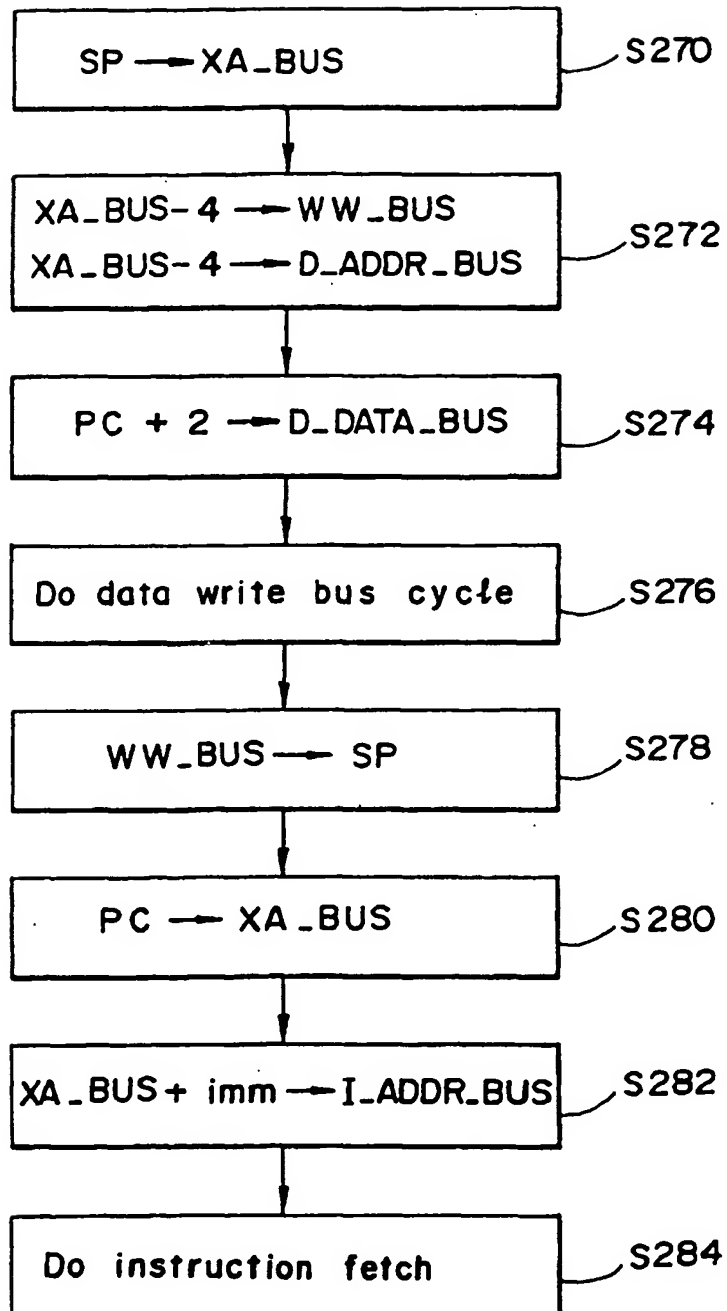 SP → XA_BUS
S270
XA_BUS-4 → WW_BUS
XA_BUS-4 → D_ADDR_BUS
S272
PC + 2 → D_DATA_BUS
S274
Do data write bus cycle
S276
WW_BUS → SP
S278
PC → XA_BUS
S280
XA_BUS + imm → I_ADDR_BUS
S282
Do instruction fetch
S284